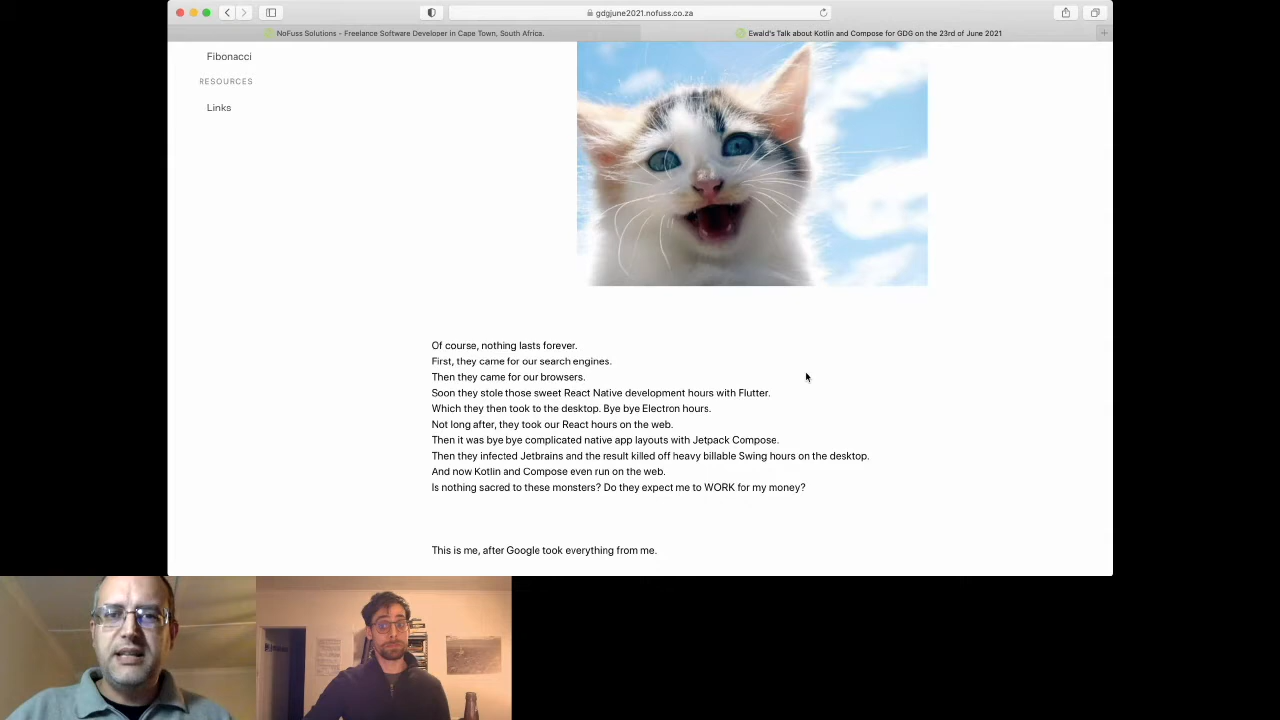 gdgjune2021.nofuss.co.za
NoFuss Solutions - Freelance Software Developer in Cape Town, South Africa.
Ewald's Talk about Kotlin and Compose for GDG on the 23rd of June 2021
Fibonacci
RESOURCES
Links
Of course, nothing lasts forever.
First, they came for our search engines.
Then they came for our browsers.
Soon they stole those sweet React Native development hours with Flutter.
Which they then took to the desktop. Bye bye Electron hours.
Not long after, they took our React hours on the web.
Then it was bye bye complicated native app layouts with Jetpack Compose.
Then they infected Jetbrains and the result killed off heavy billable Swing hours on the desktop.
And now Kotlin and Compose even run on the web.
Is nothing sacred to these monsters? Do they expect me to WORK for my money?
This is me, after Google took everything from me.